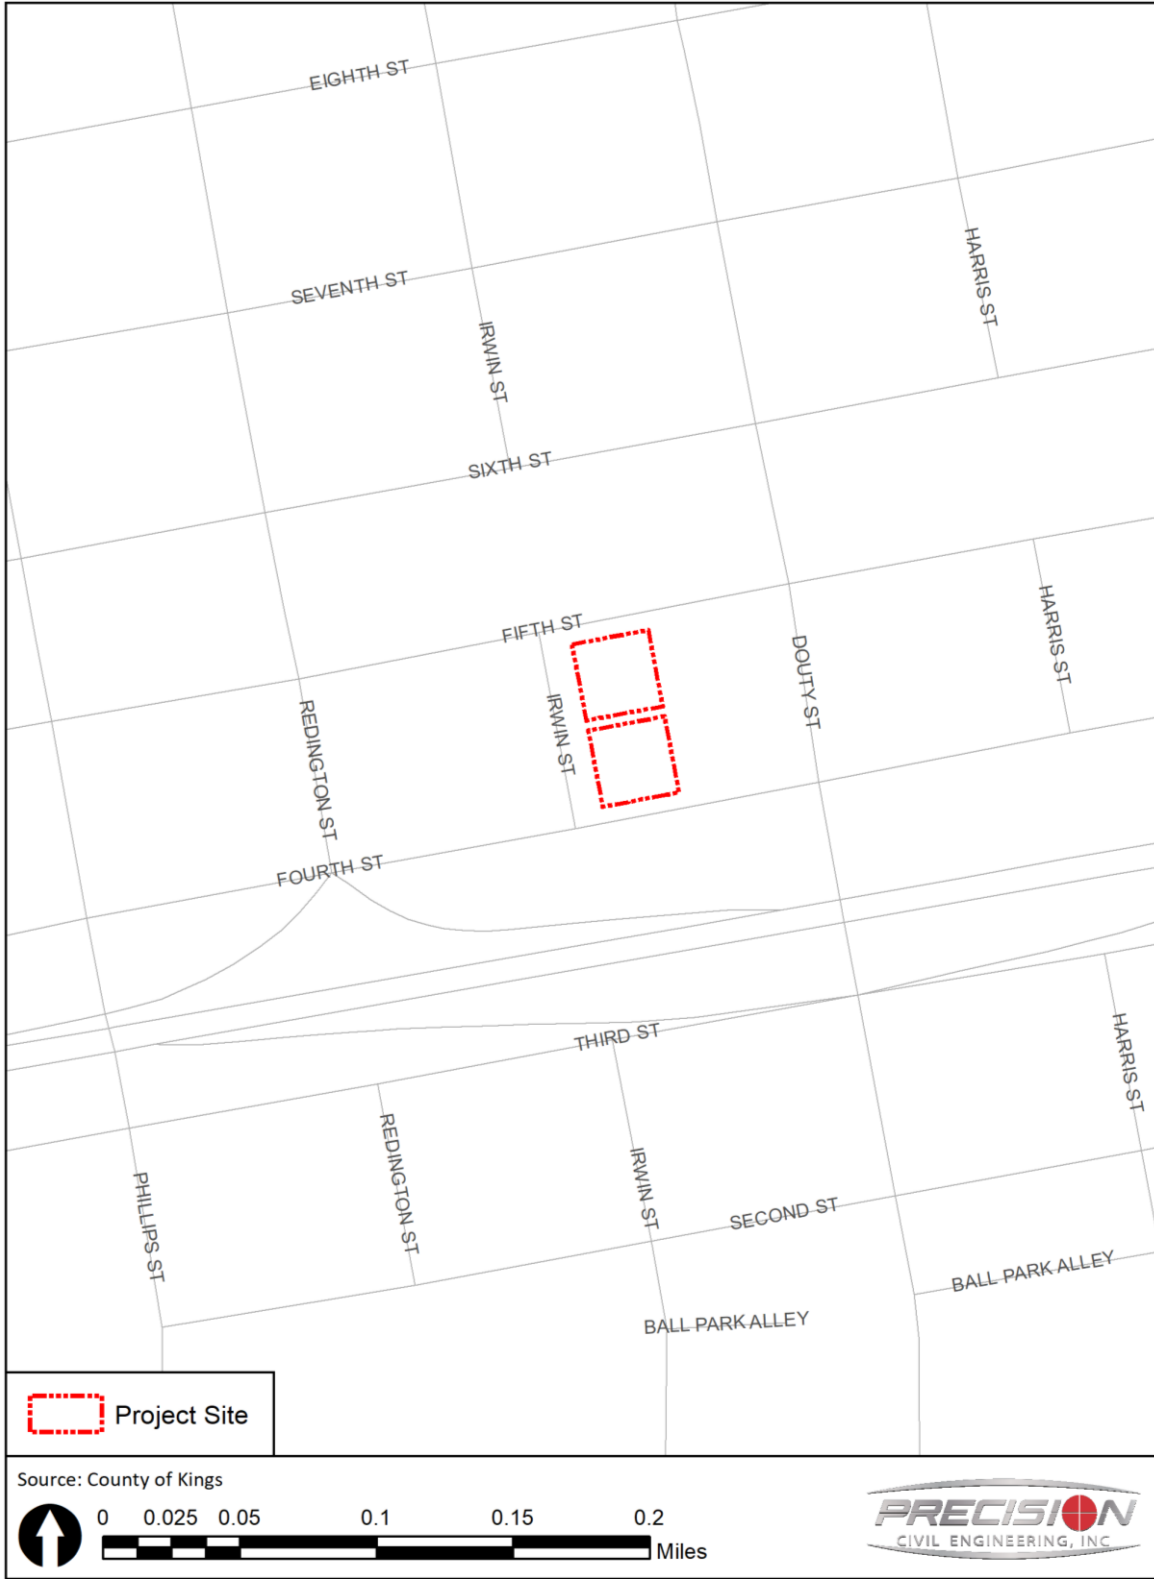 EIGHTH ST
HARRIS ST
SEVENTH ST
IRWIN ST
SIXTH ST
FIFTH ST
HARRIS ST
DOUTY ST
IRWIN ST
REDINGTON ST
FOURTH ST
THIRD ST
HARRIS ST
REDINGTON ST
IRWIN ST
PHILLIPS ST
SECOND ST
BALL PARK ALLEY
BALL PARK ALLEY
Project Site
Source: County of Kings
0 0.025 0.05 0.1 0.15 0.2
Miles
PRECISION
CIVIL ENGINEERING, INC